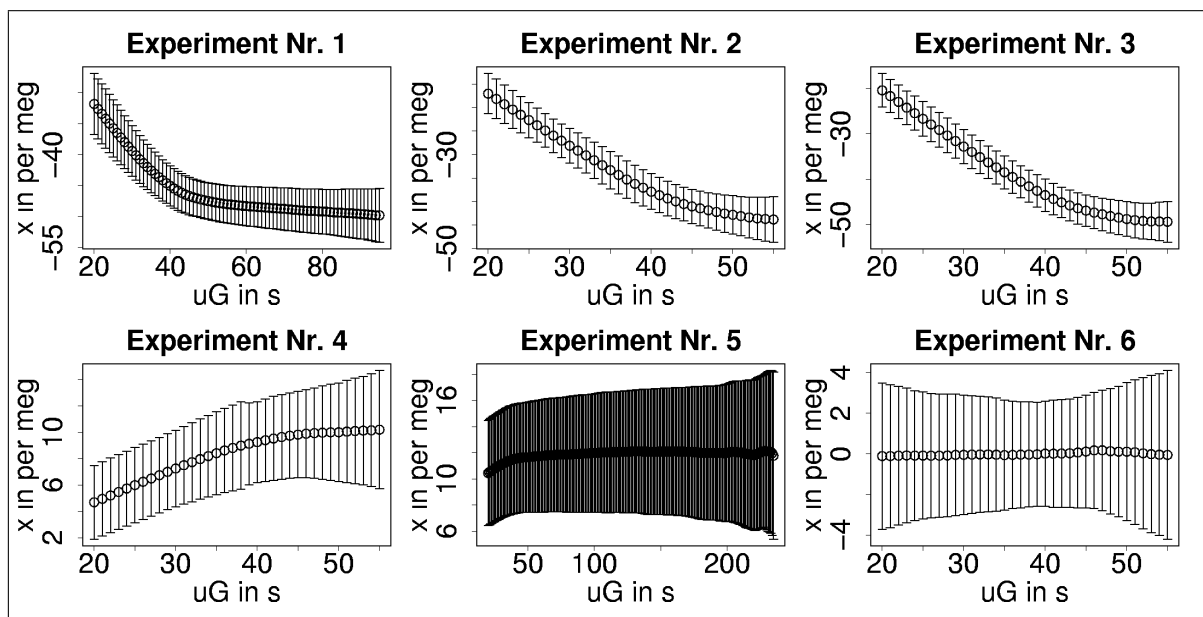 Experiment Nr. 1
x in per meg
−40
−55
20 40 60 80
uG in s
Experiment Nr. 2
x in per meg
−30
−50
20 30 40 50
uG in s
Experiment Nr. 3
x in per meg
−30
−50
20 30 40 50
uG in s
Experiment Nr. 4
x in per meg
10
6
2
20 30 40 50
uG in s
Experiment Nr. 5
x in per meg
16
10
6
50 100 200
uG in s
Experiment Nr. 6
x in per meg
4
2
0
−4
20 30 40 50
uG in s